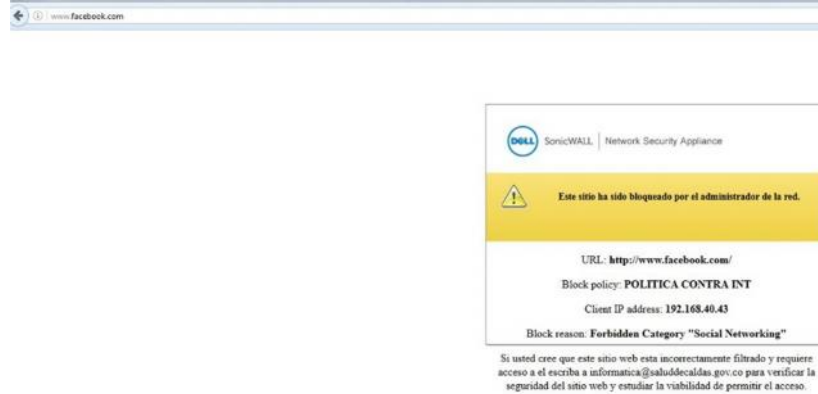 www.facebook.com
DELL SonicWALL | Network Security Appliance
Este sitio ha sido bloqueado por el administrador de la red.
URL: http://www.facebook.com/
Block policy: POLITICA CONTRA INT
Client IP address: 192.168.40.43
Block reason: Forbidden Category "Social Networking"
Si usted cree que este sitio web esta incorrectamente filtrado y requiere
acceso a el escriba a informatica@saluddecaldas.gov.co para verificar la
seguridad del sitio web y estudiar la viabilidad de permitir el acceso.